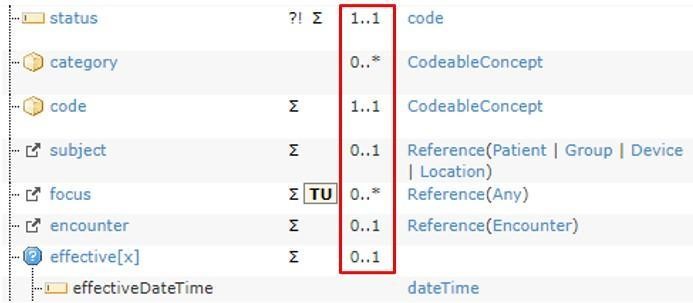 status ?! Σ 1..1 code
category 0..* CodeableConcept
code Σ 1..1 CodeableConcept
subject Σ 0..1 Reference(Patient | Group | Device
| Location)
focus Σ TU 0..* Reference(Any)
encounter Σ 0..1 Reference(Encounter)
? effective[x] Σ 0..1
effectiveDateTime dateTime